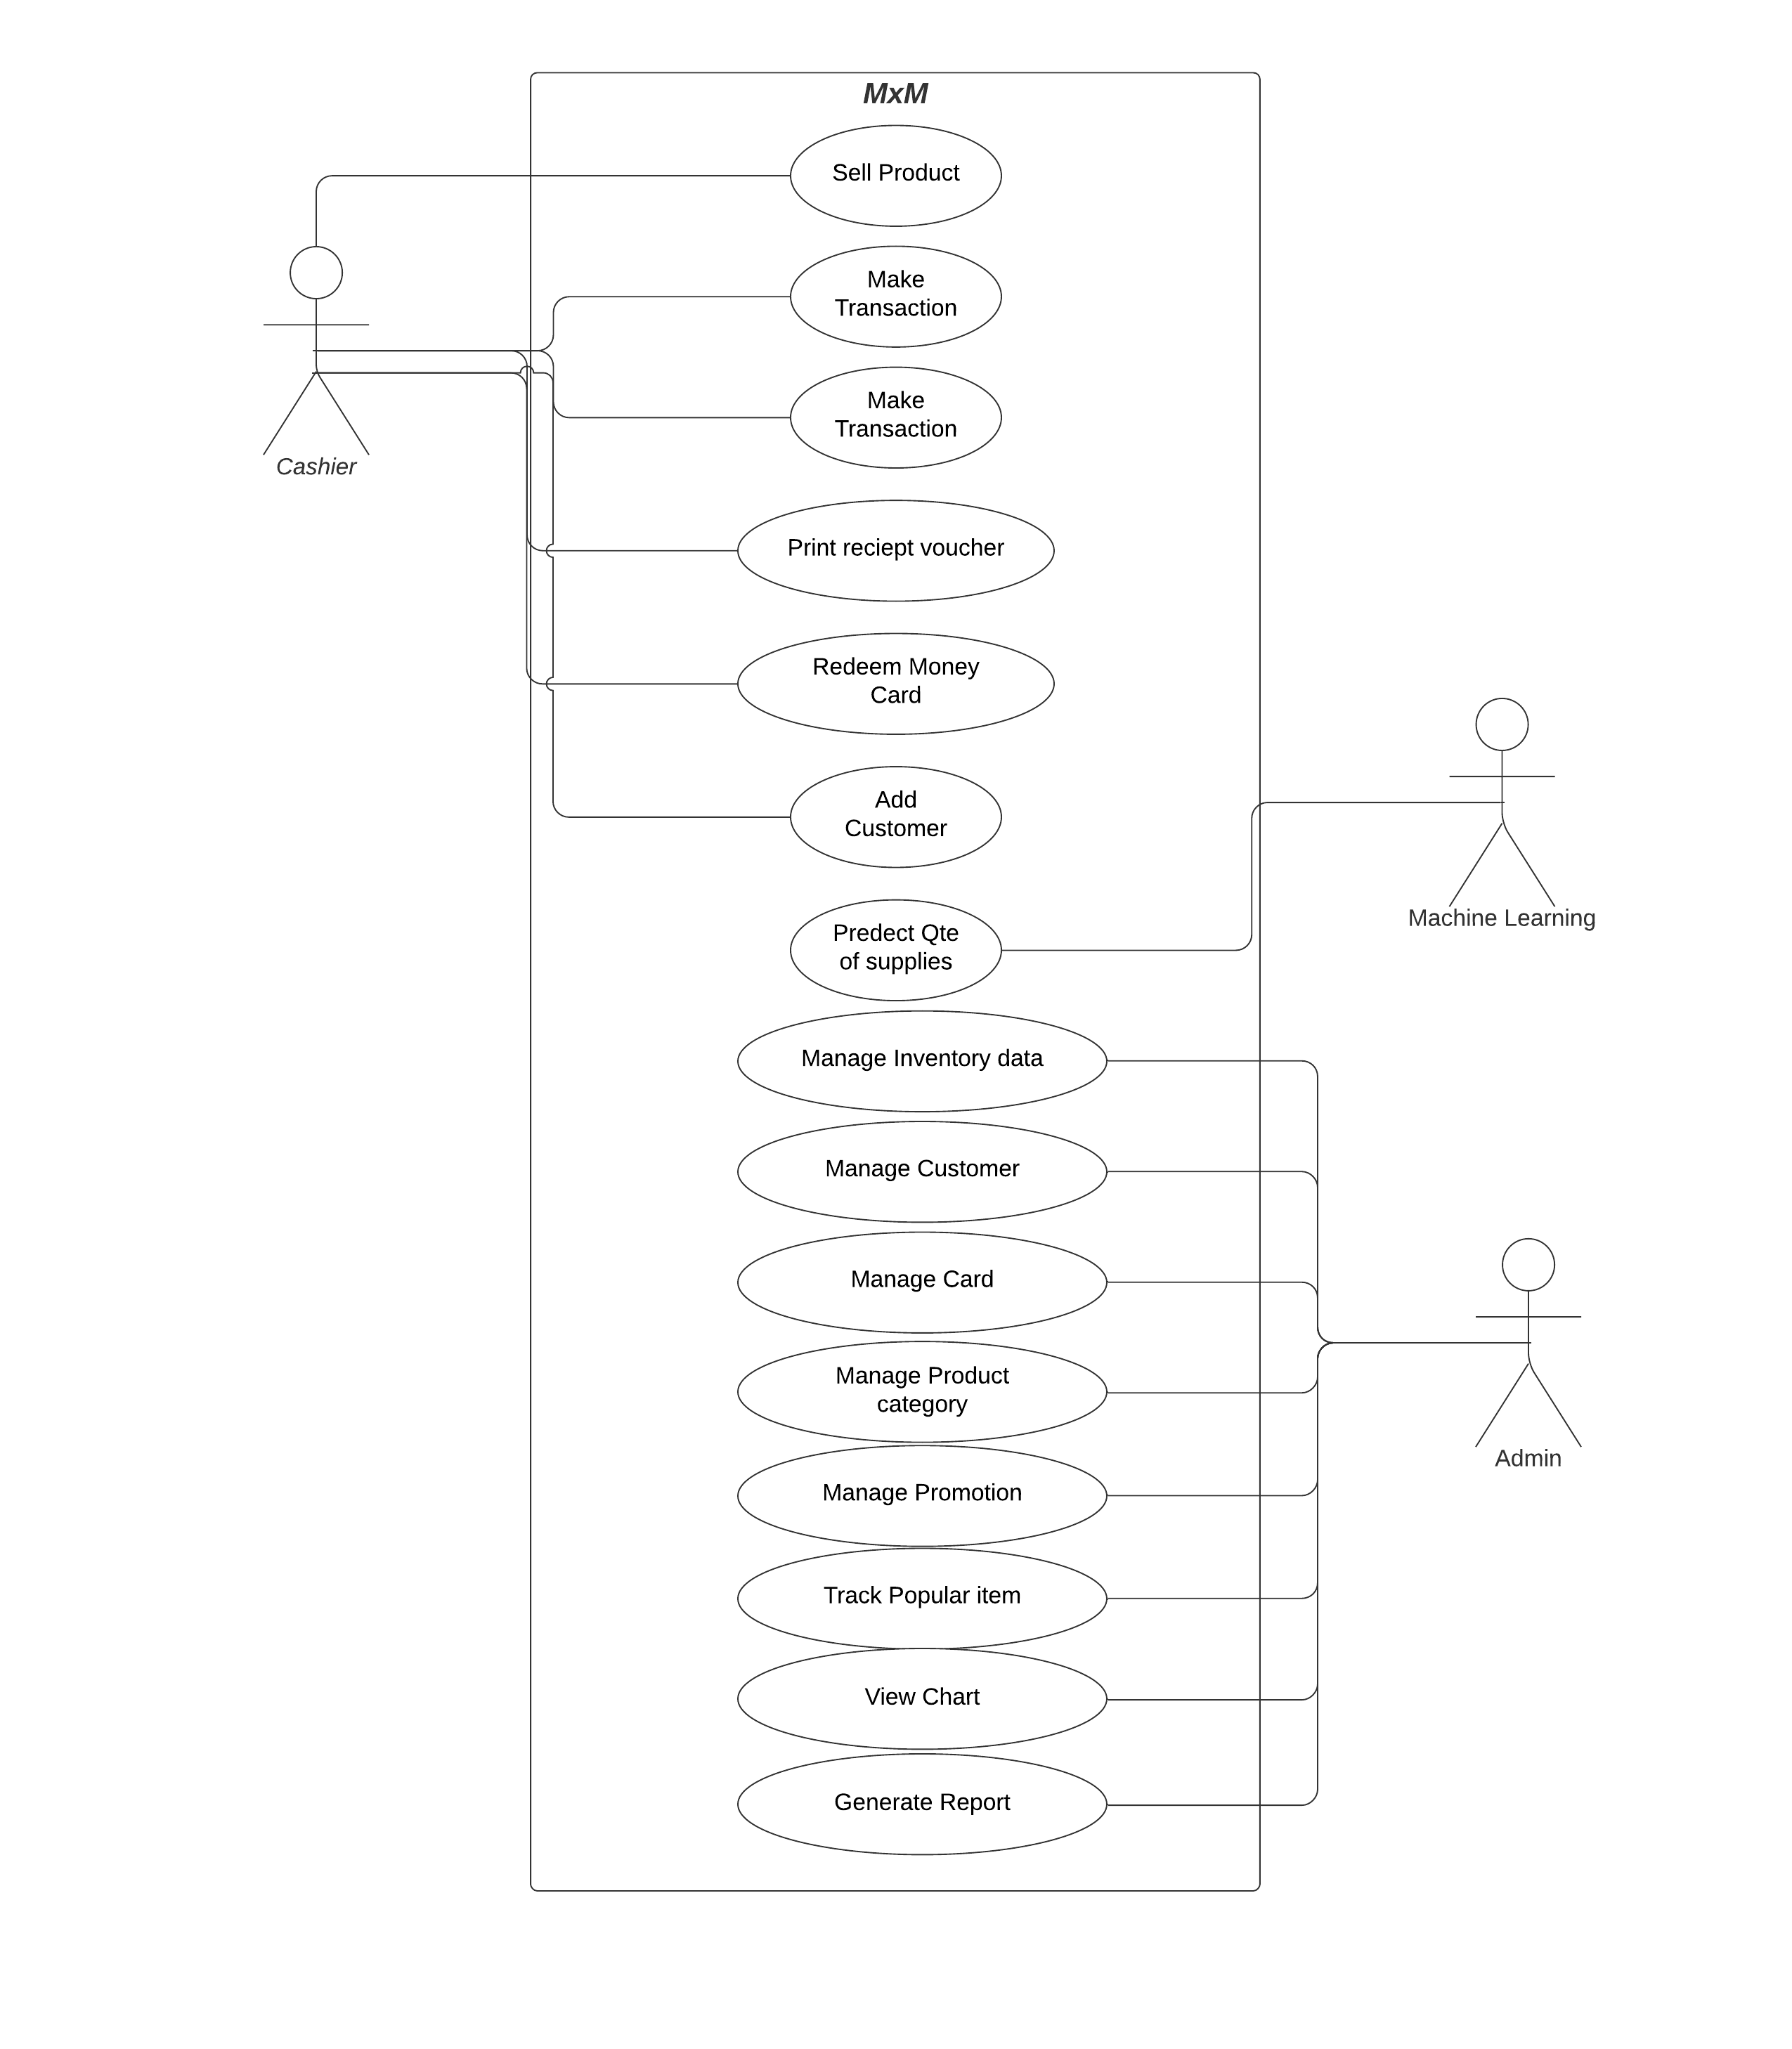 MxM
Sell Product
Make
Transaction
Make
Transaction
Cashier
Print reciept voucher
Redeem Money
Card
Add
Customer
Machine Learning
Predect Qte
of supplies
Manage Inventory data
Manage Customer
Manage Card
Manage Product
category
Admin
Manage Promotion
Track Popular item
View Chart
Generate Report